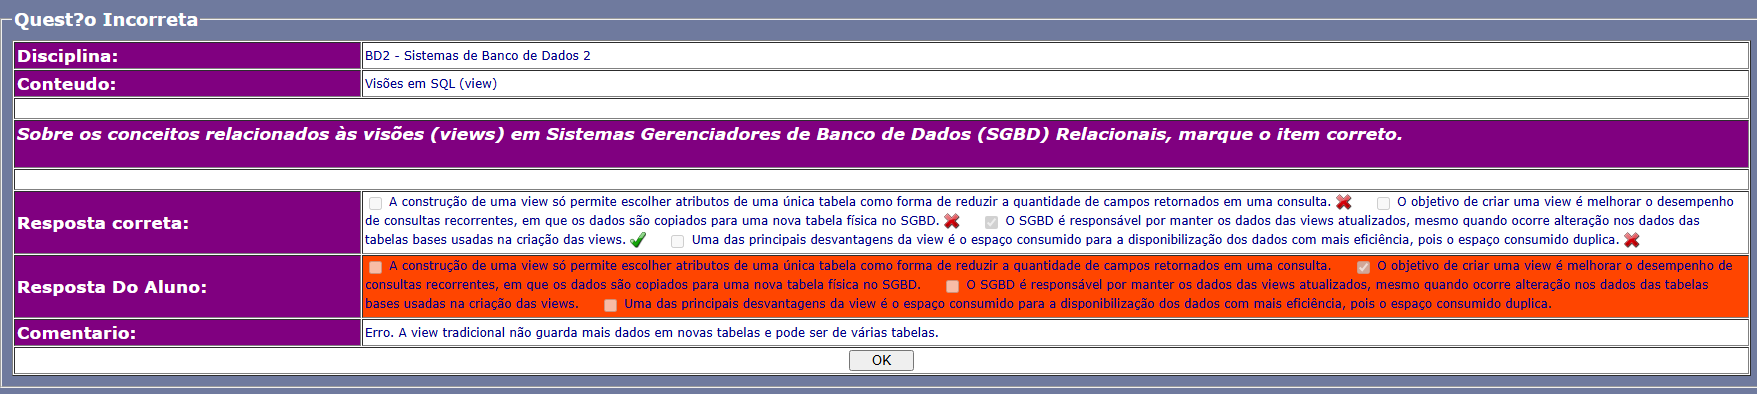 Quest?o Incorreta
Disciplina: BD2 - Sistemas de Banco de Dados 2
Conteudo: Visões em SQL (view)
Sobre os conceitos relacionados às visões (views) em Sistemas Gerenciadores de Banco de Dados (SGBD) Relacionais, marque o item correto.
Resposta correta:
A construção de uma view só permite escolher atributos de uma única tabela como forma de reduzir a quantidade de campos retornados em uma consulta. O objetivo de criar uma view é melhorar o desempenho
de consultas recorrentes, em que os dados são copiados para uma nova tabela física no SGBD. O SGBD é responsável por manter os dados das views atualizados, mesmo quando ocorre alteração nos dados das
tabelas bases usadas na criação das views. Uma das principais desvantagens da view é o espaço consumido para a disponibilização dos dados com mais eficiência, pois o espaço consumido duplica.
Resposta Do Aluno:
A construção de uma view só permite escolher atributos de uma única tabela como forma de reduzir a quantidade de campos retornados em uma consulta. O objetivo de criar uma view é melhorar o desempenho de
consultas recorrentes, em que os dados são copiados para uma nova tabela física no SGBD. O SGBD é responsável por manter os dados das views atualizados, mesmo quando ocorre alteração nos dados das tabelas
bases usadas na criação das views. Uma das principais desvantagens da view é o espaço consumido para a disponibilização dos dados com mais eficiência, pois o espaço consumido duplica.
Comentario: Erro. A view tradicional não guarda mais dados em novas tabelas e pode ser de várias tabelas.
OK